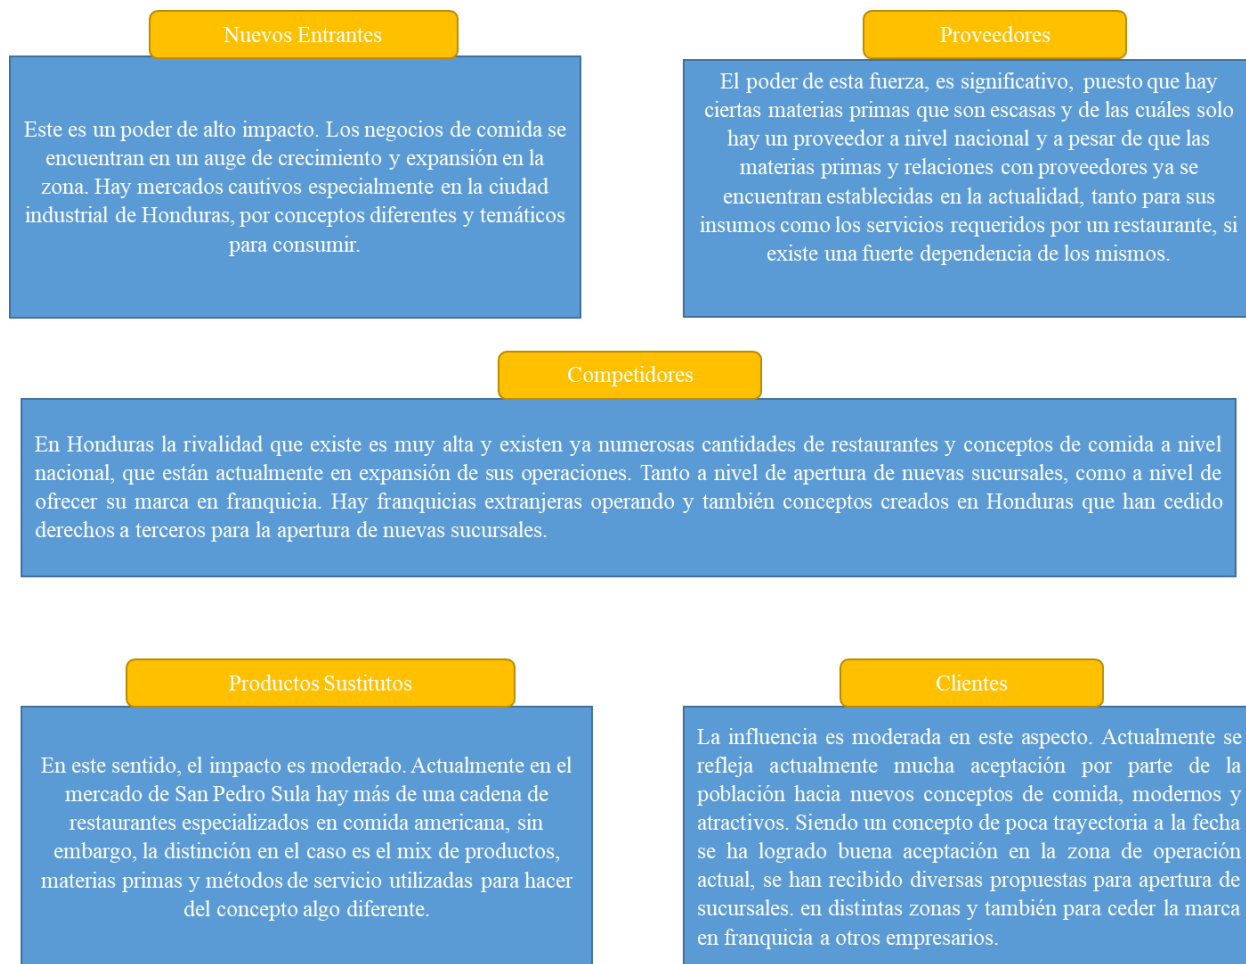 Nuevos Entrantes
Este es un poder de alto impacto. Los negocios de comida se
encuentran en un auge de crecimiento y expansión en la
zona. Hay mercados cautivos especialmente en la ciudad
industrial de Honduras, por conceptos diferentes y temáticos
para consumir.
Proveedores
El poder de esta fuerza, es significativo, puesto que hay
ciertas materias primas que son escasas y de las cuáles solo
hay un proveedor a nivel nacional y a pesar de que las
materias primas y relaciones con proveedores ya se
encuentran establecidas en la actualidad, tanto para sus
insumos como los servicios requeridos por un restaurante, si
existe una fuerte dependencia de los mismos.
Competidores
En Honduras la rivalidad que existe es muy alta y existen ya numerosas cantidades de restaurantes y conceptos de comida a nivel
nacional, que están actualmente en expansión de sus operaciones. Tanto a nivel de apertura de nuevas sucursales, como a nivel de
ofrecer su marca en franquicia. Hay franquicias extranjeras operando y también conceptos creados en Honduras que han cedido
derechos a terceros para la apertura de nuevas sucursales.
Productos Sustitutos
En este sentido, el impacto es moderado. Actualmente en el
mercado de San Pedro Sula hay más de una cadena de
restaurantes especializados en comida americana, sin
embargo, la distinción en el caso es el mix de productos,
materias primas y métodos de servicio utilizadas para hacer
del concepto algo diferente.
Clientes
La influencia es moderada en este aspecto. Actualmente se
refleja actualmente mucha aceptación por parte de la
población hacia nuevos conceptos de comida, modernos y
atractivos. Siendo un concepto de poca trayectoria a la fecha
se ha logrado buena aceptación en la zona de operación
actual, se han recibido diversas propuestas para apertura de
sucursales. en distintas zonas y también para ceder la marca
en franquicia a otros empresarios.